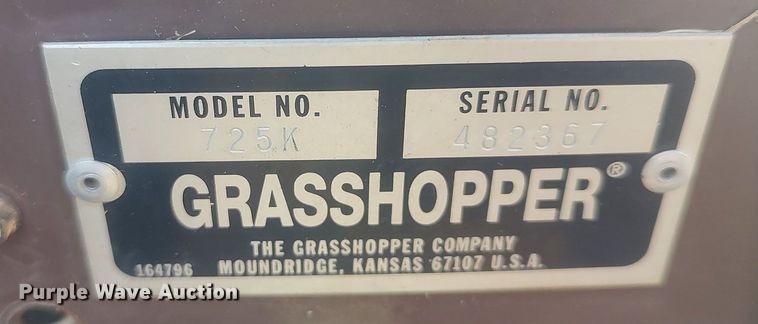 MODEL NO. SERIAL NO.
725K 482367
GRASSHOPPER®
THE GRASSHOPPER COMPANY
164796 MOUNDRIDGE, KANSAS 67107 U.S.A.
Purple Wave Auction